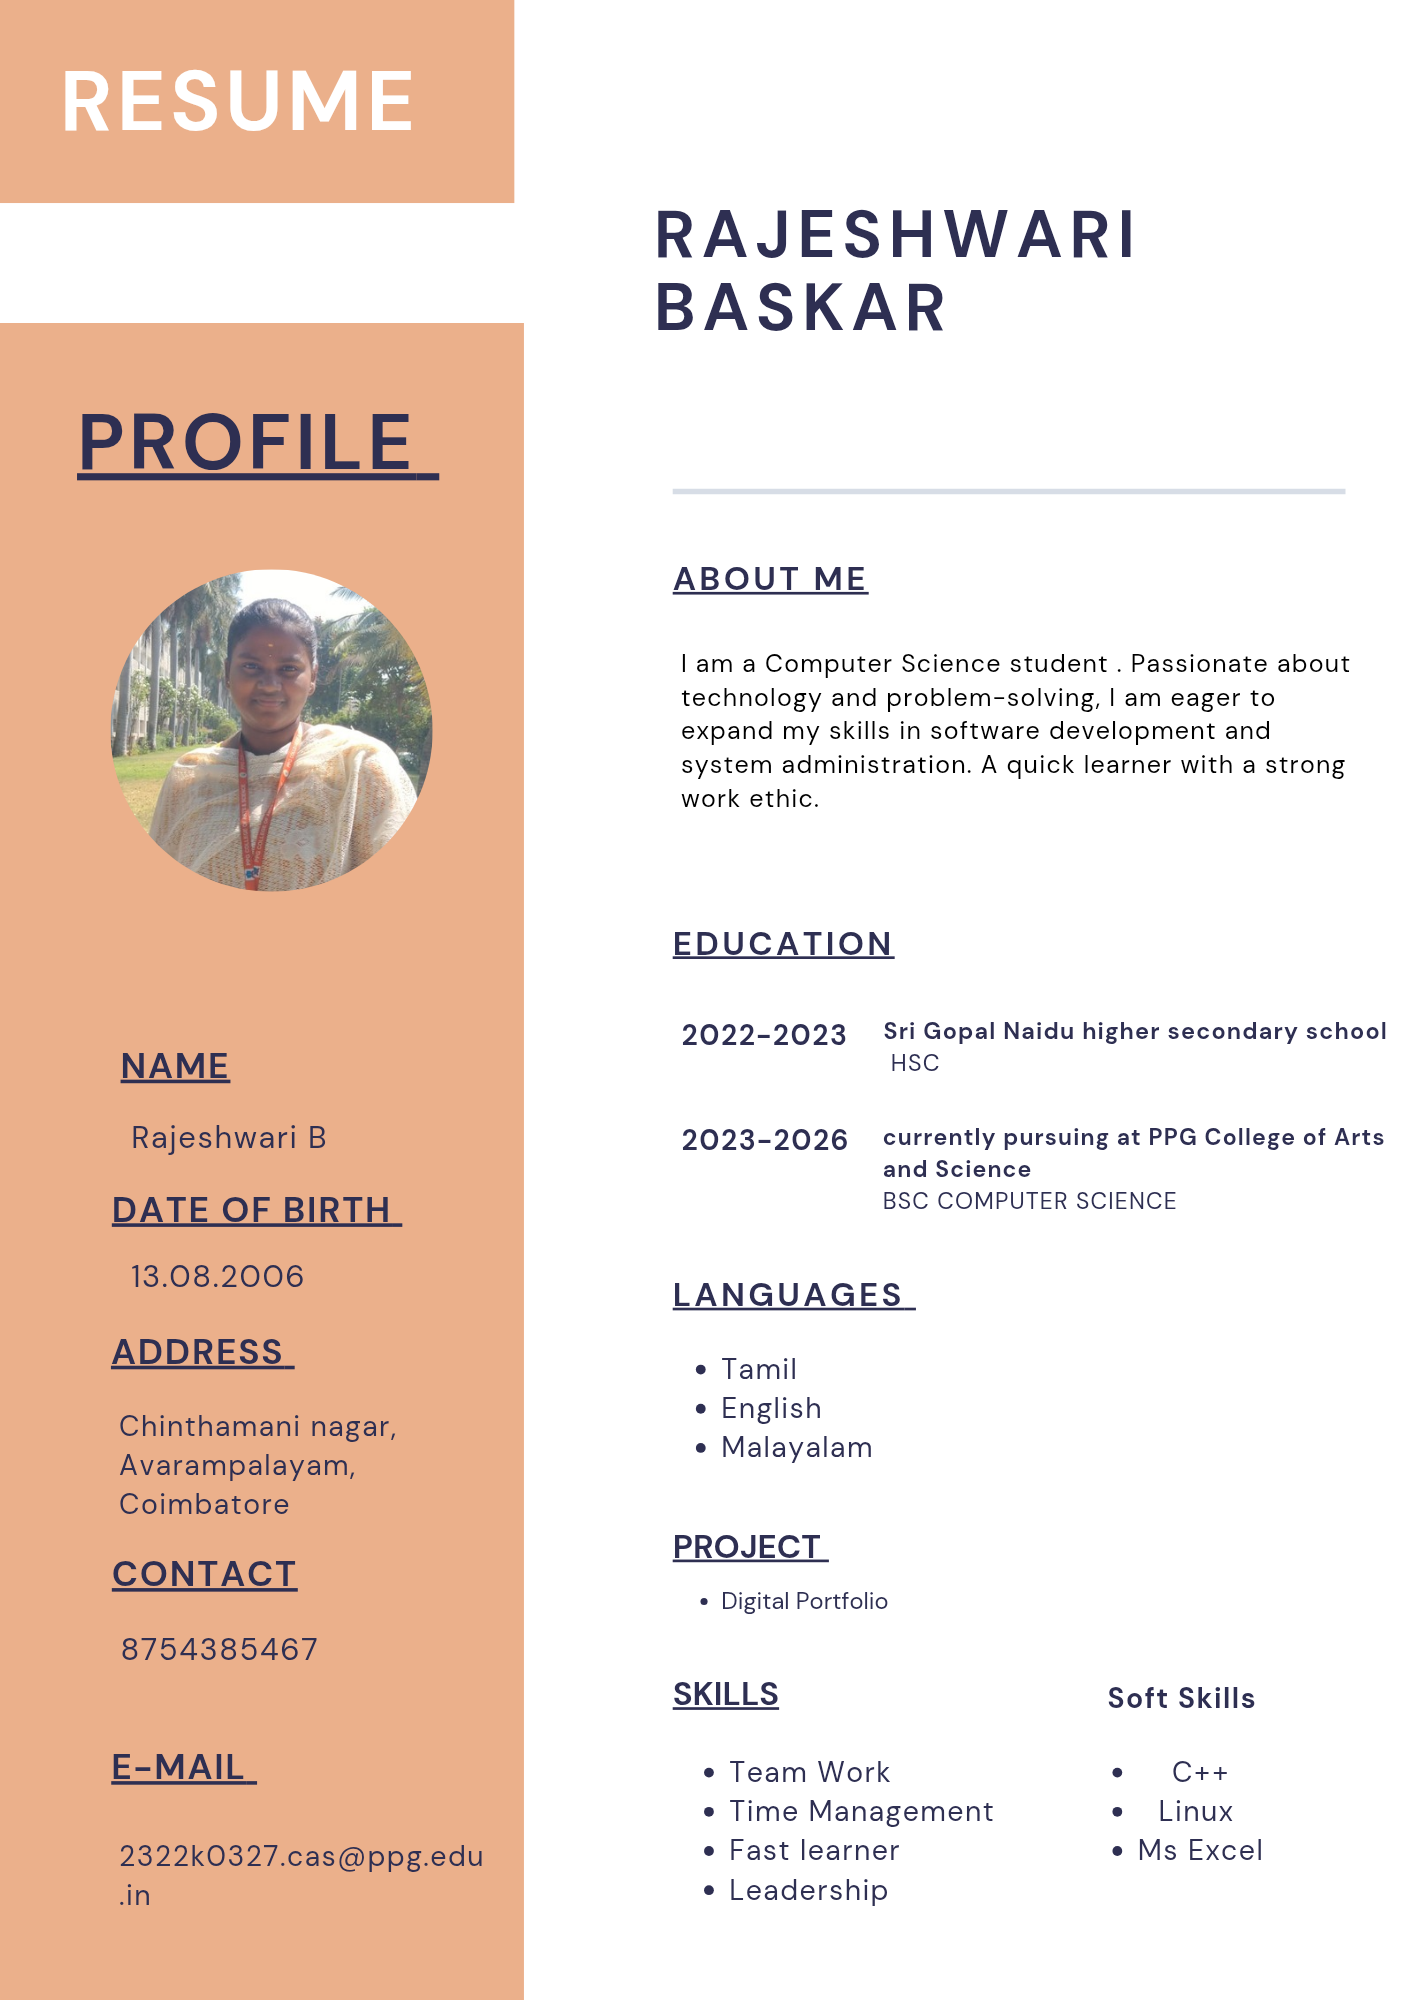 RESUME
RAJESHWARI
BASKAR
PROFILE
NAME
Rajeshwari B
DATE OF BIRTH
13.08.2006
ADDRESS
Chinthamani nagar,
Avarampalayam,
Coimbatore
CONTACT
8754385467
E-MAIL
2322k0327.cas@ppg.edu
.in
ABOUT ME
I am a Computer Science student . Passionate about
technology and problem-solving, I am eager to
expand my skills in software development and
system administration. A quick learner with a strong
work ethic.
EDUCATION
2022-2023 Sri Gopal Naidu higher secondary school
HSC
2023-2026 currently pursuing at PPG College of Arts
and Science
BSC COMPUTER SCIENCE
LANGUAGES
• Tamil
• English
• Malayalam
PROJECT
• Digital Portfolio
SKILLS
• Team Work
• Time Management
• Fast learner
• Leadership
Soft Skills
• C++
• Linux
• Ms Excel